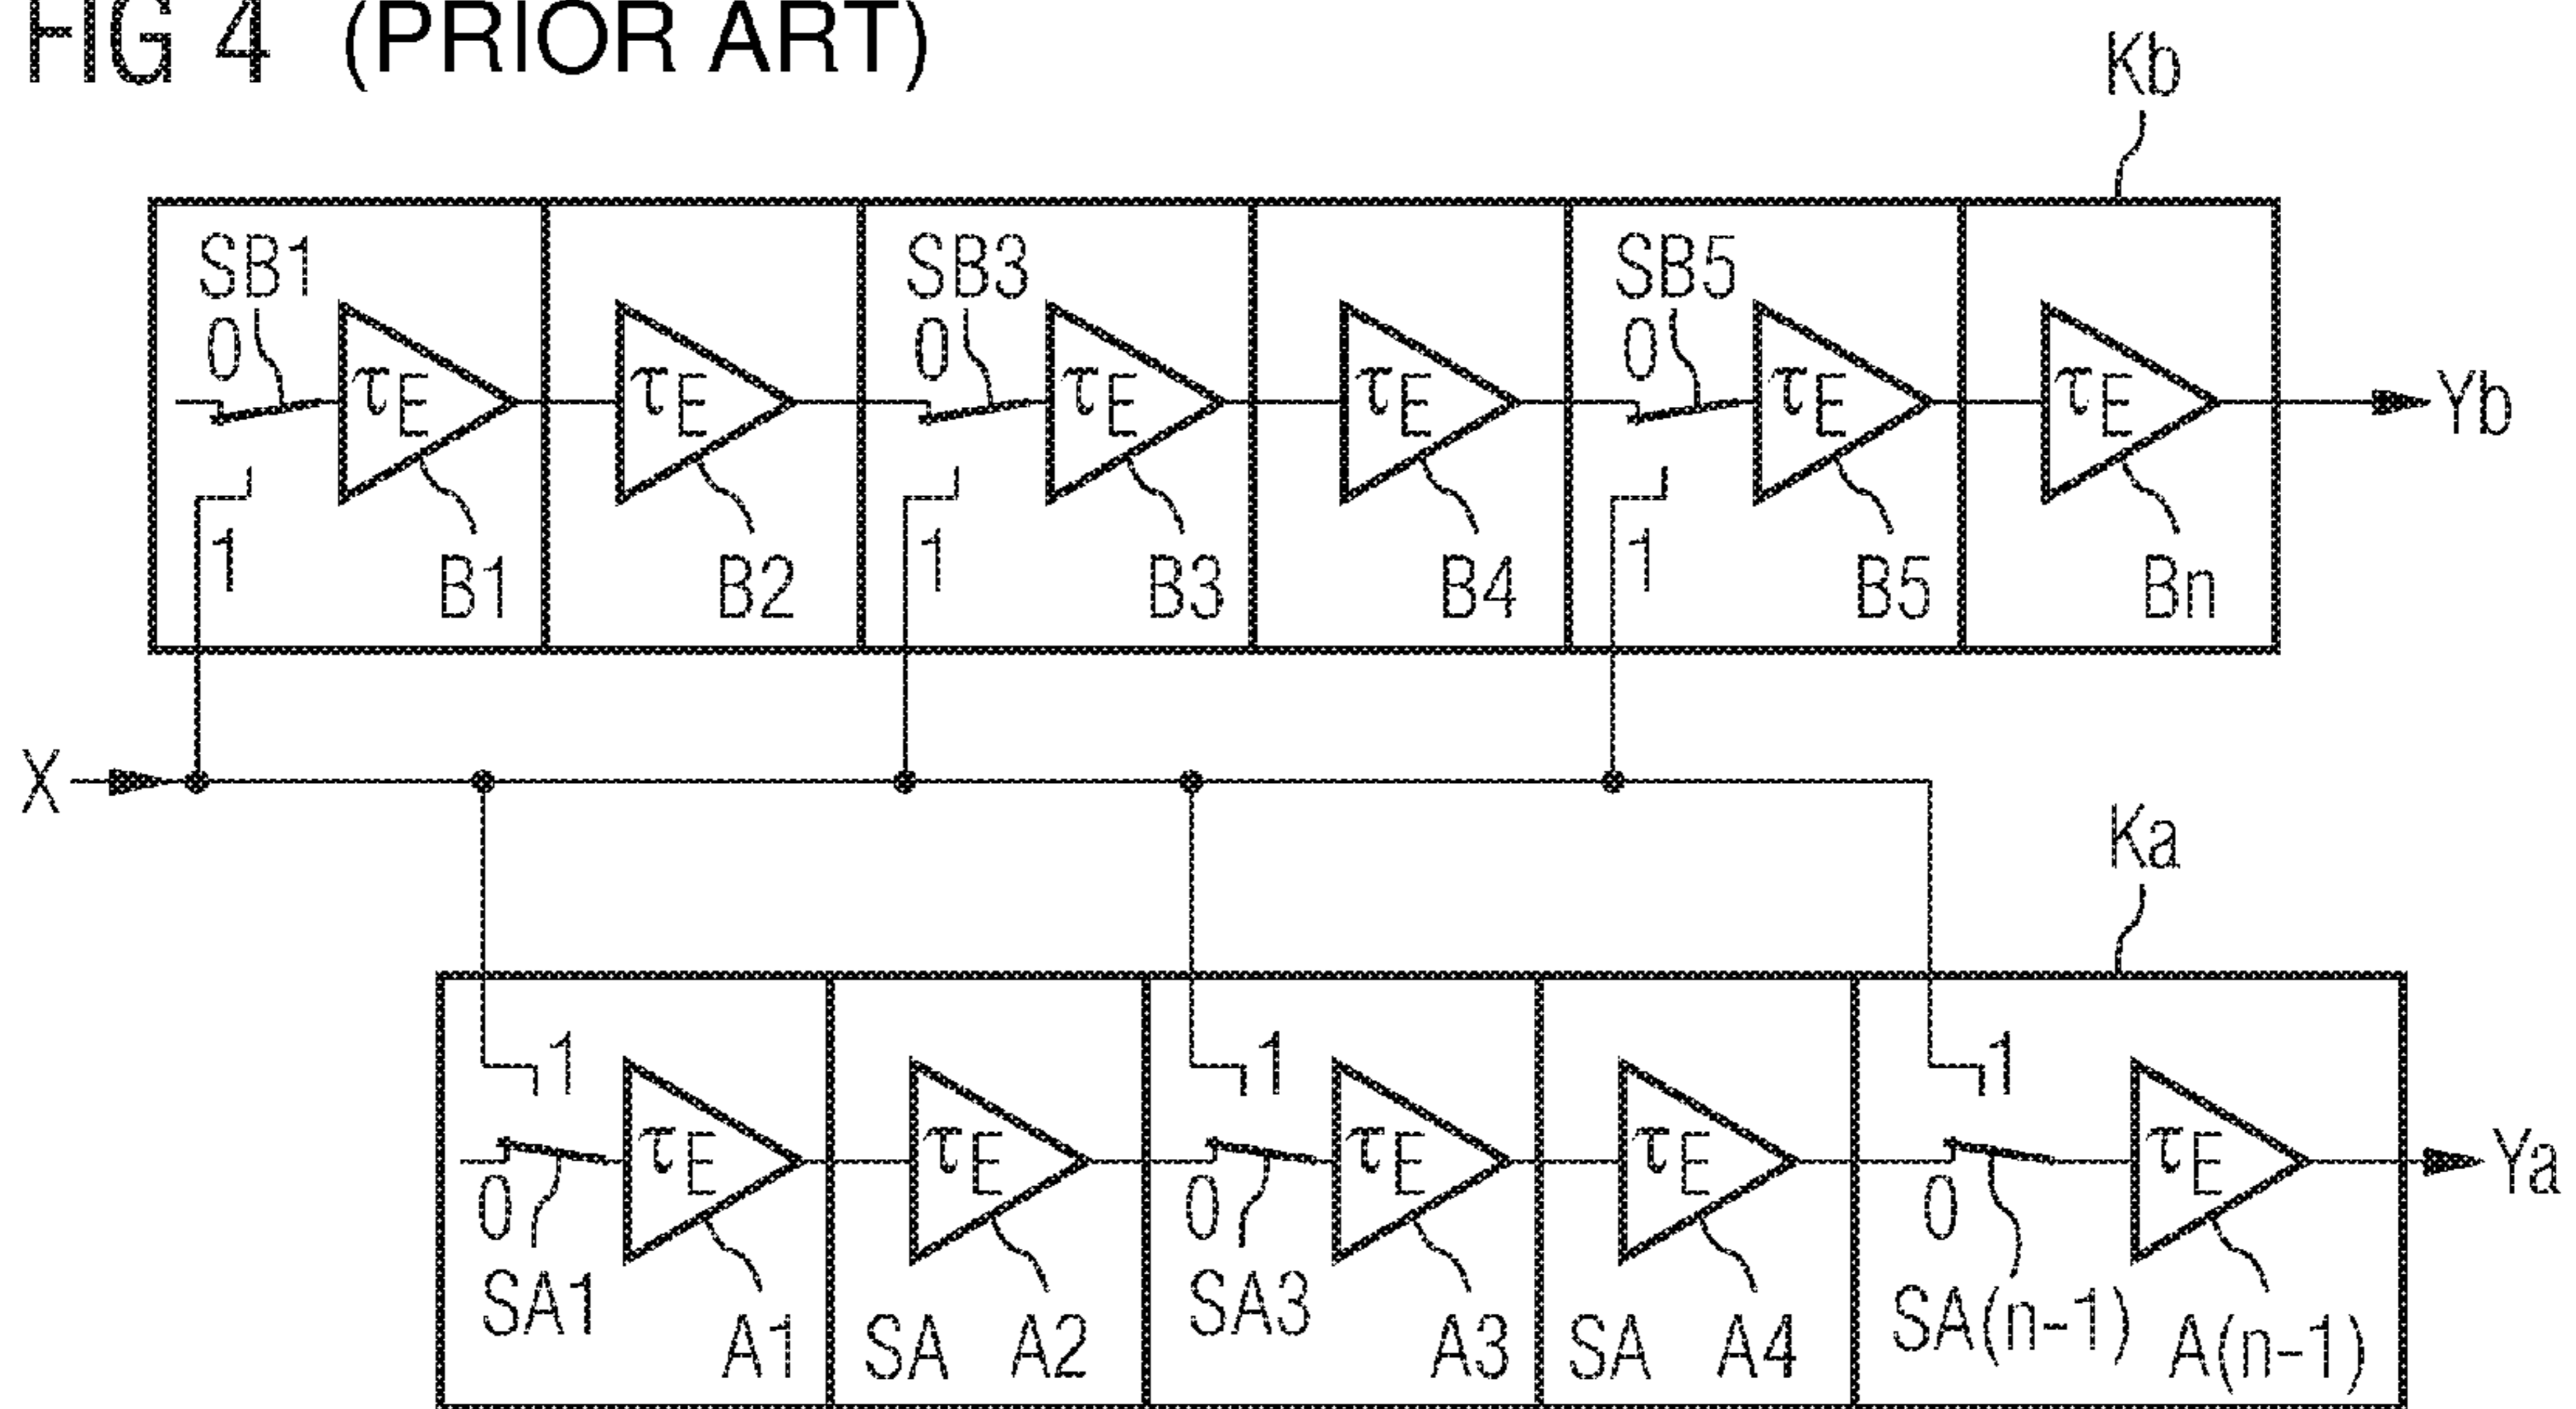 FIG 4 (PRIOR ART)
Kb
SB1 SB3 SB5
0 0 0
τE τE τE τE τE τE Yb
1 1 1
B1 B2 B3 B4 B5 Bn
X
Ka
1 1 1
τE τE τE τE τE Ya
0 0 0
SA1 SA3 SA(n-1)
A1 SA A2 A3 SA A4 A(n-1)